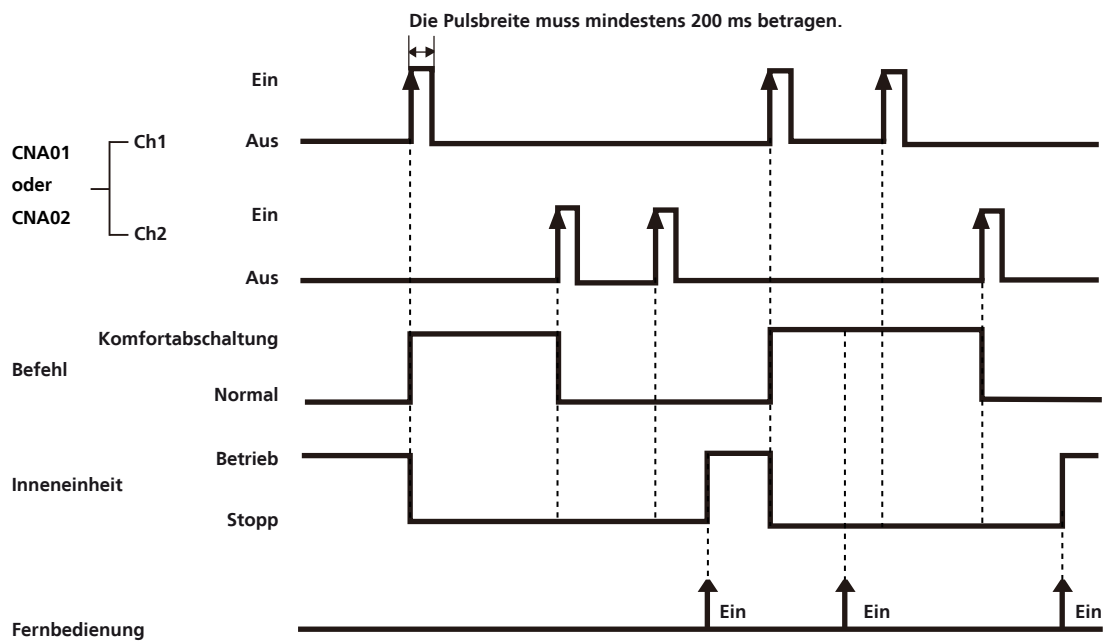 Die Pulsbreite muss mindestens 200 ms betragen.
Ein
CNA01
oder
CNA02
Ch1
Aus
Ein
Ch2
Aus
Komfortabschaltung
Befehl
Normal
Betrieb
Inneneinheit
Stopp
Ein
Ein
Ein
Fernbedienung